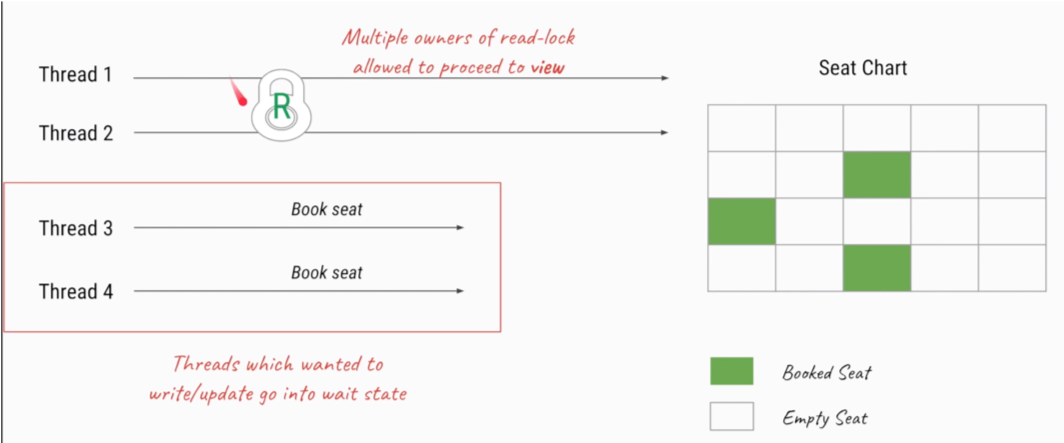 Multiple owners of read-lock
allowed to proceed to view
Thread 1
R
Thread 2
Seat Chart
Book seat
Thread 3
Book seat
Thread 4
Threads which wanted to
write/update go into wait state
Booked Seat
Empty Seat